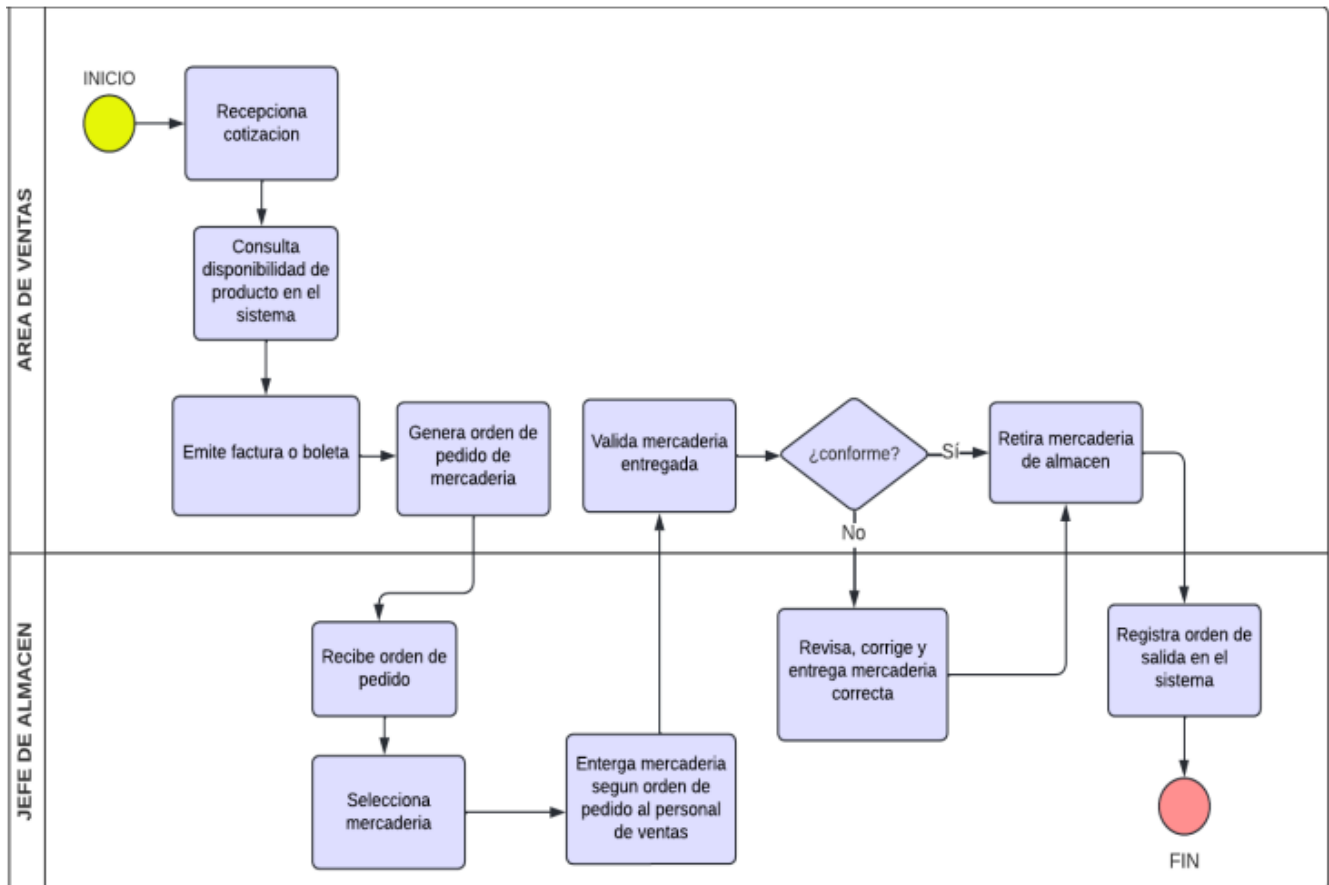 AREA DE VENTAS
INICIO
Recepciona
cotizacion
Consulta
disponibilidad de
producto en el
sistema
Emite factura o boleta
Genera orden de
pedido de
mercaderia
Valida mercaderia
entregada
¿conforme?
Sí
No
Retira mercaderia
de almacen
JEFE DE ALMACEN
Recibe orden de
pedido
Selecciona
mercaderia
Enterga mercaderia
segun orden de
pedido al personal
de ventas
Revisa, corrige y
entrega mercaderia
correcta
Registra orden de
salida en el
sistema
FIN